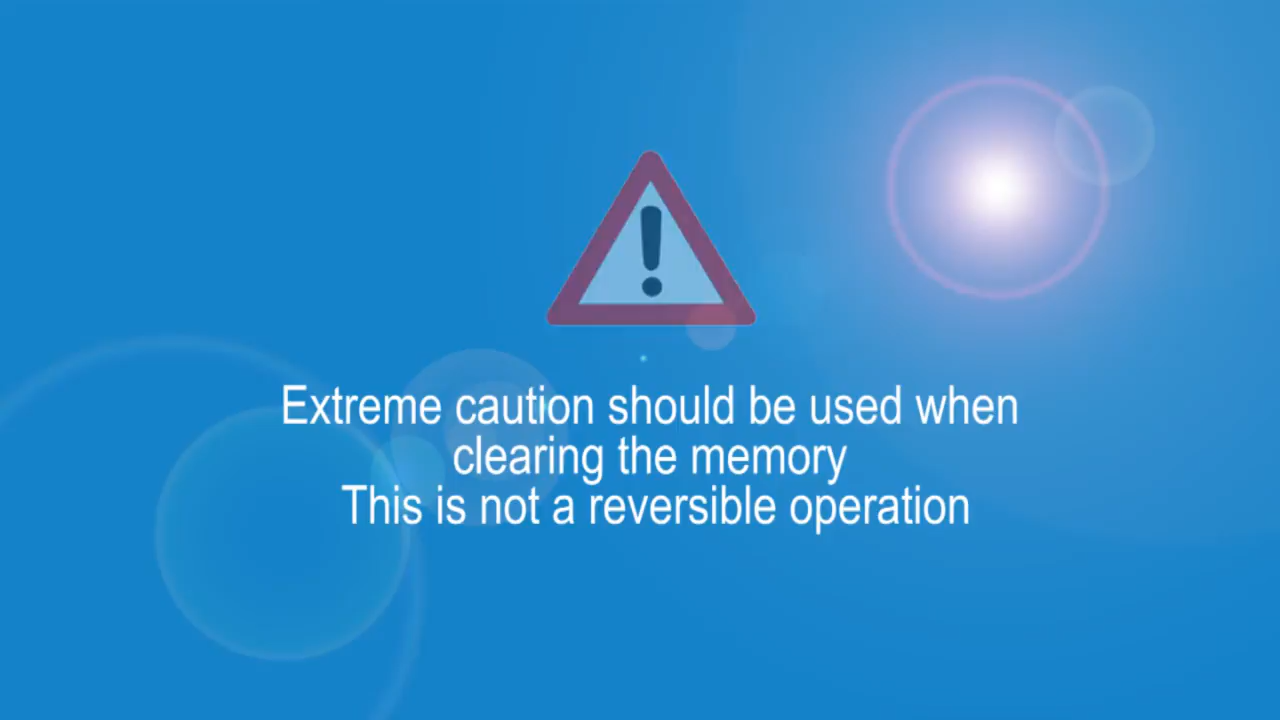 Extreme caution should be used when
clearing the memory
This is not a reversible operation